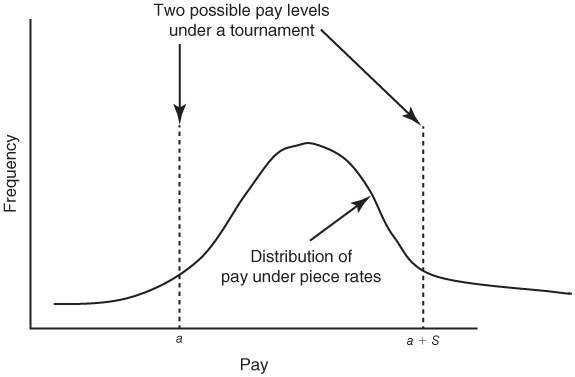 Two possible pay levels
under a tournament
Frequency
Distribution of
pay under piece rates
a
a + S
Pay